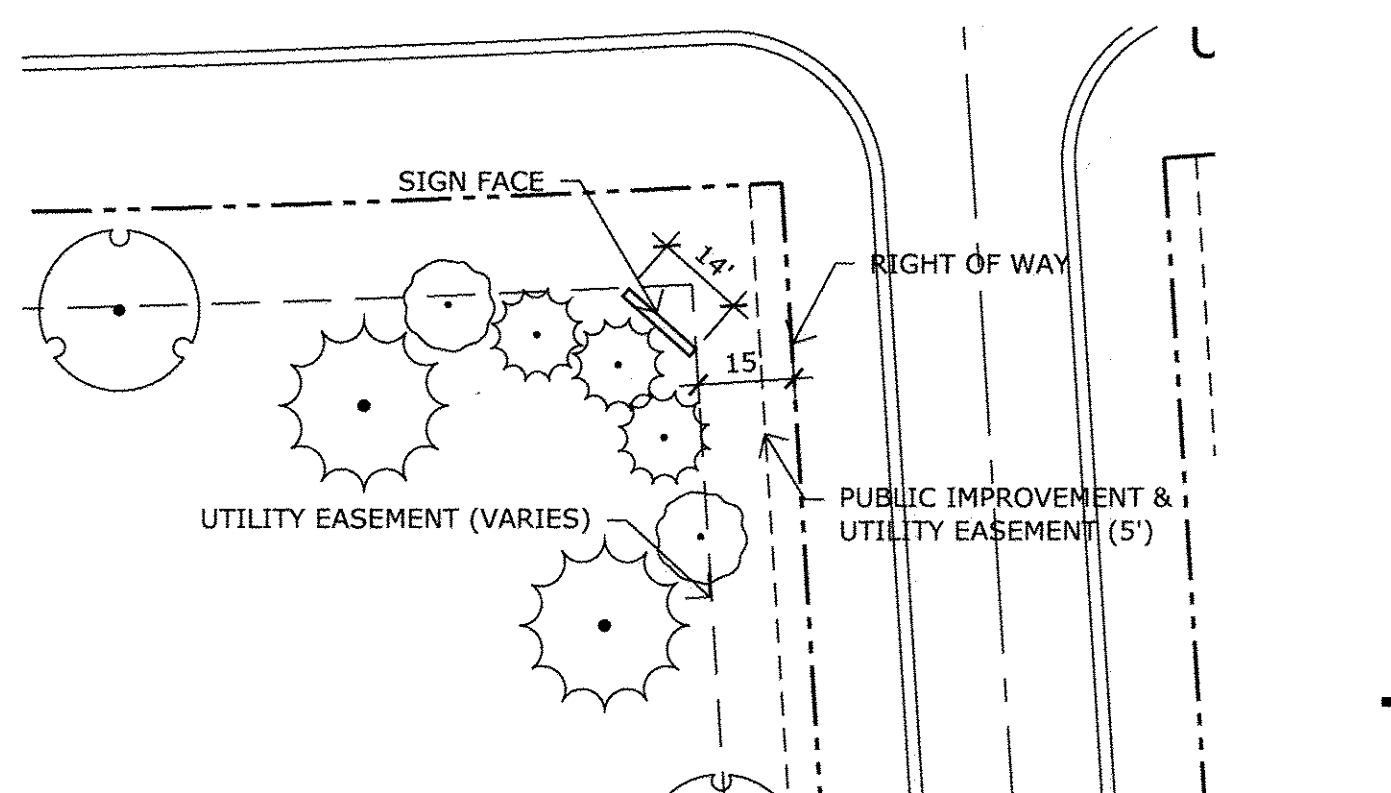 SIGN FACE
14'
RIGHT OF WAY
15
PUBLIC IMPROVEMENT &
UTILITY EASEMENT (5')
UTILITY EASEMENT (VARIES)